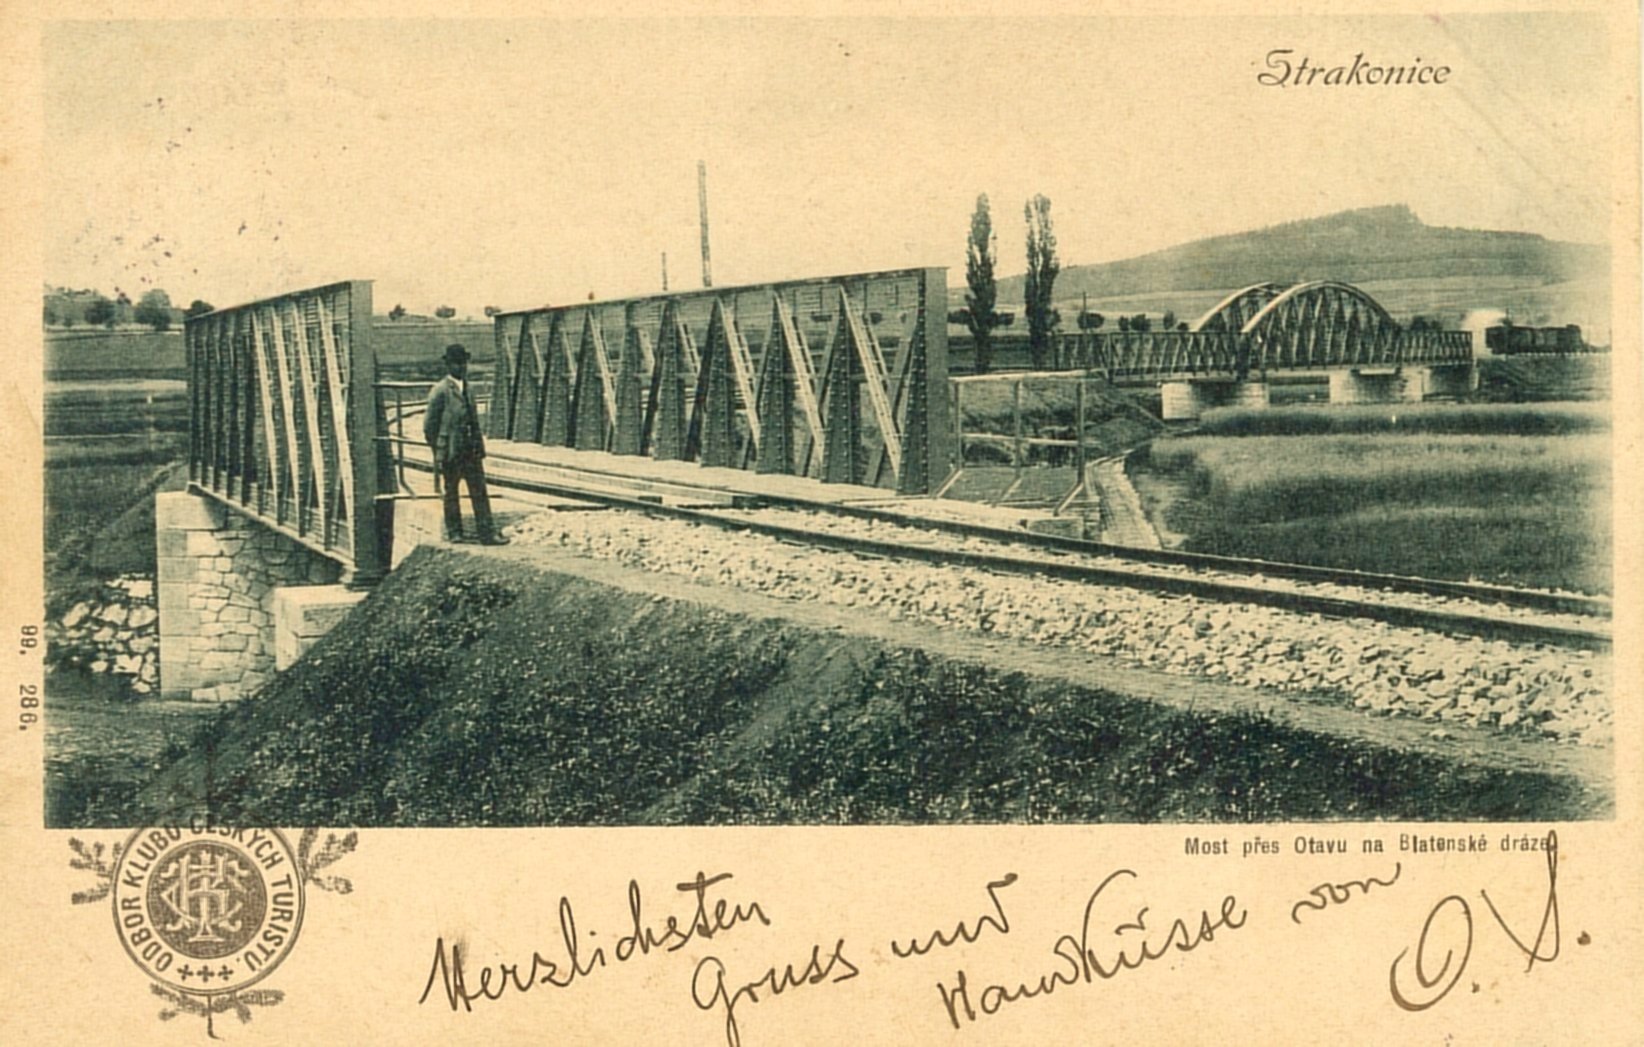 Strakonice
99. 286.
Most přes Otavu na Blatenské dráze
ODBOR KLUBU ČESKÝCH TURISTŮ.
Herzlichsten Gruss und Handküsse von O. S.